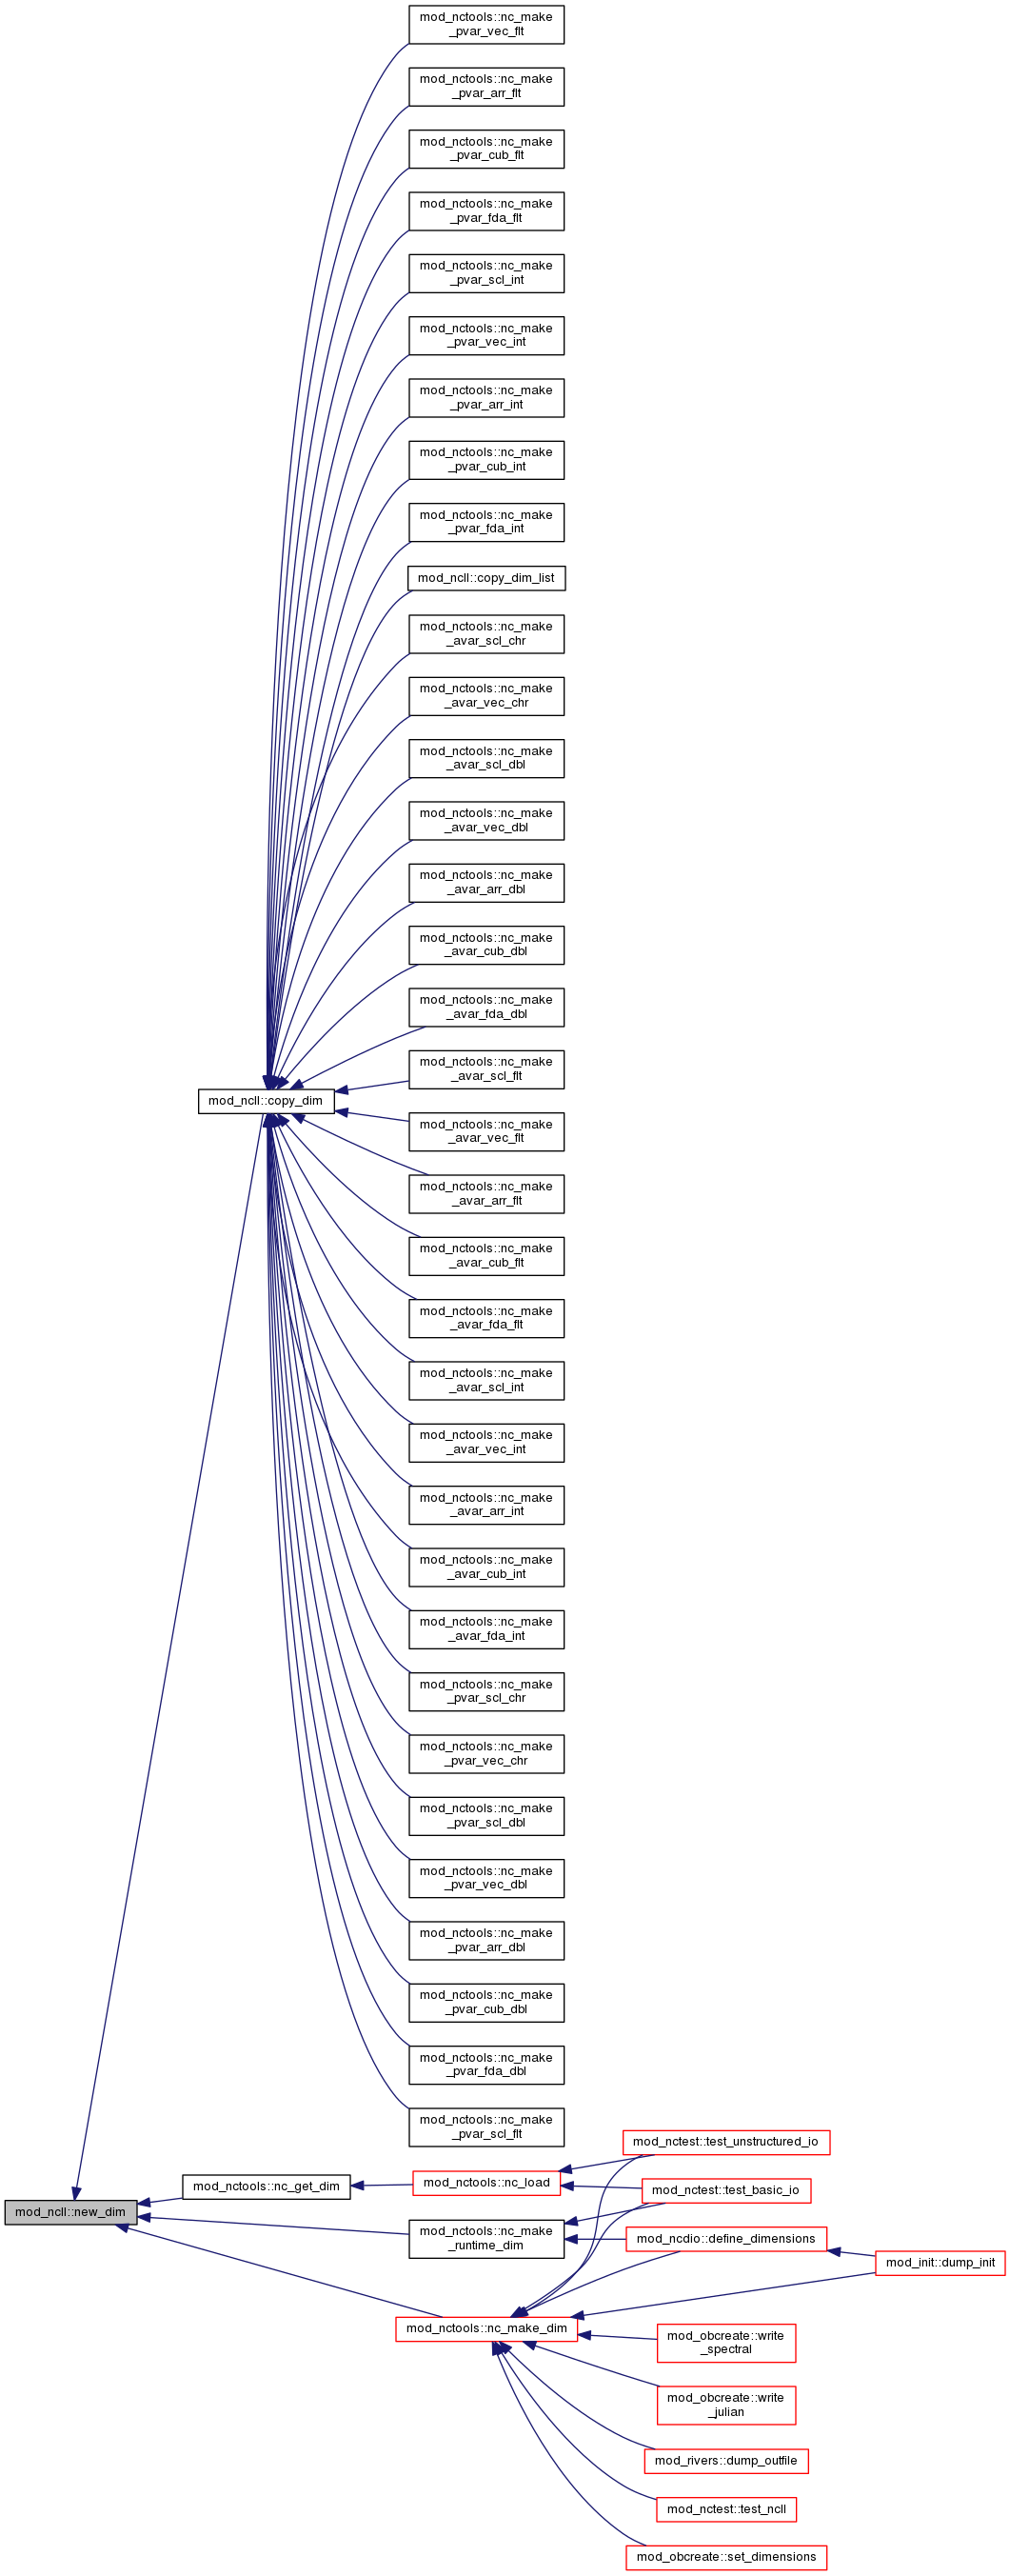 mod_nctools::nc_make
_pvar_vec_flt
mod_nctools::nc_make
_pvar_arr_flt
mod_nctools::nc_make
_pvar_cub_flt
mod_nctools::nc_make
_pvar_fda_flt
mod_nctools::nc_make
_pvar_scl_int
mod_nctools::nc_make
_pvar_vec_int
mod_nctools::nc_make
_pvar_arr_int
mod_nctools::nc_make
_pvar_cub_int
mod_nctools::nc_make
_pvar_fda_int
mod_ncll::copy_dim_list
mod_nctools::nc_make
_avar_scl_chr
mod_nctools::nc_make
_avar_vec_chr
mod_nctools::nc_make
_avar_scl_dbl
mod_nctools::nc_make
_avar_vec_dbl
mod_nctools::nc_make
_avar_arr_dbl
mod_nctools::nc_make
_avar_cub_dbl
mod_nctools::nc_make
_avar_fda_dbl
mod_nctools::nc_make
_avar_scl_flt
mod_ncll::copy_dim
mod_nctools::nc_make
_avar_vec_flt
mod_nctools::nc_make
_avar_arr_flt
mod_nctools::nc_make
_avar_cub_flt
mod_nctools::nc_make
_avar_fda_flt
mod_nctools::nc_make
_avar_scl_int
mod_nctools::nc_make
_avar_vec_int
mod_nctools::nc_make
_avar_arr_int
mod_nctools::nc_make
_avar_cub_int
mod_nctools::nc_make
_avar_fda_int
mod_nctools::nc_make
_pvar_scl_chr
mod_nctools::nc_make
_pvar_vec_chr
mod_nctools::nc_make
_pvar_scl_dbl
mod_nctools::nc_make
_pvar_vec_dbl
mod_nctools::nc_make
_pvar_arr_dbl
mod_nctools::nc_make
_pvar_cub_dbl
mod_nctools::nc_make
_pvar_fda_dbl
mod_nctools::nc_make
_pvar_scl_flt
mod_nctest::test_unstructured_io
mod_nctools::nc_load
mod_nctools::nc_get_dim
mod_nctest::test_basic_io
mod_ncll::new_dim
mod_nctools::nc_make
_runtime_dim
mod_ncdio::define_dimensions
mod_init::dump_init
mod_nctools::nc_make_dim
mod_obcreate::write
_spectral
mod_obcreate::write
_julian
mod_rivers::dump_outfile
mod_nctest::test_ncll
mod_obcreate::set_dimensions